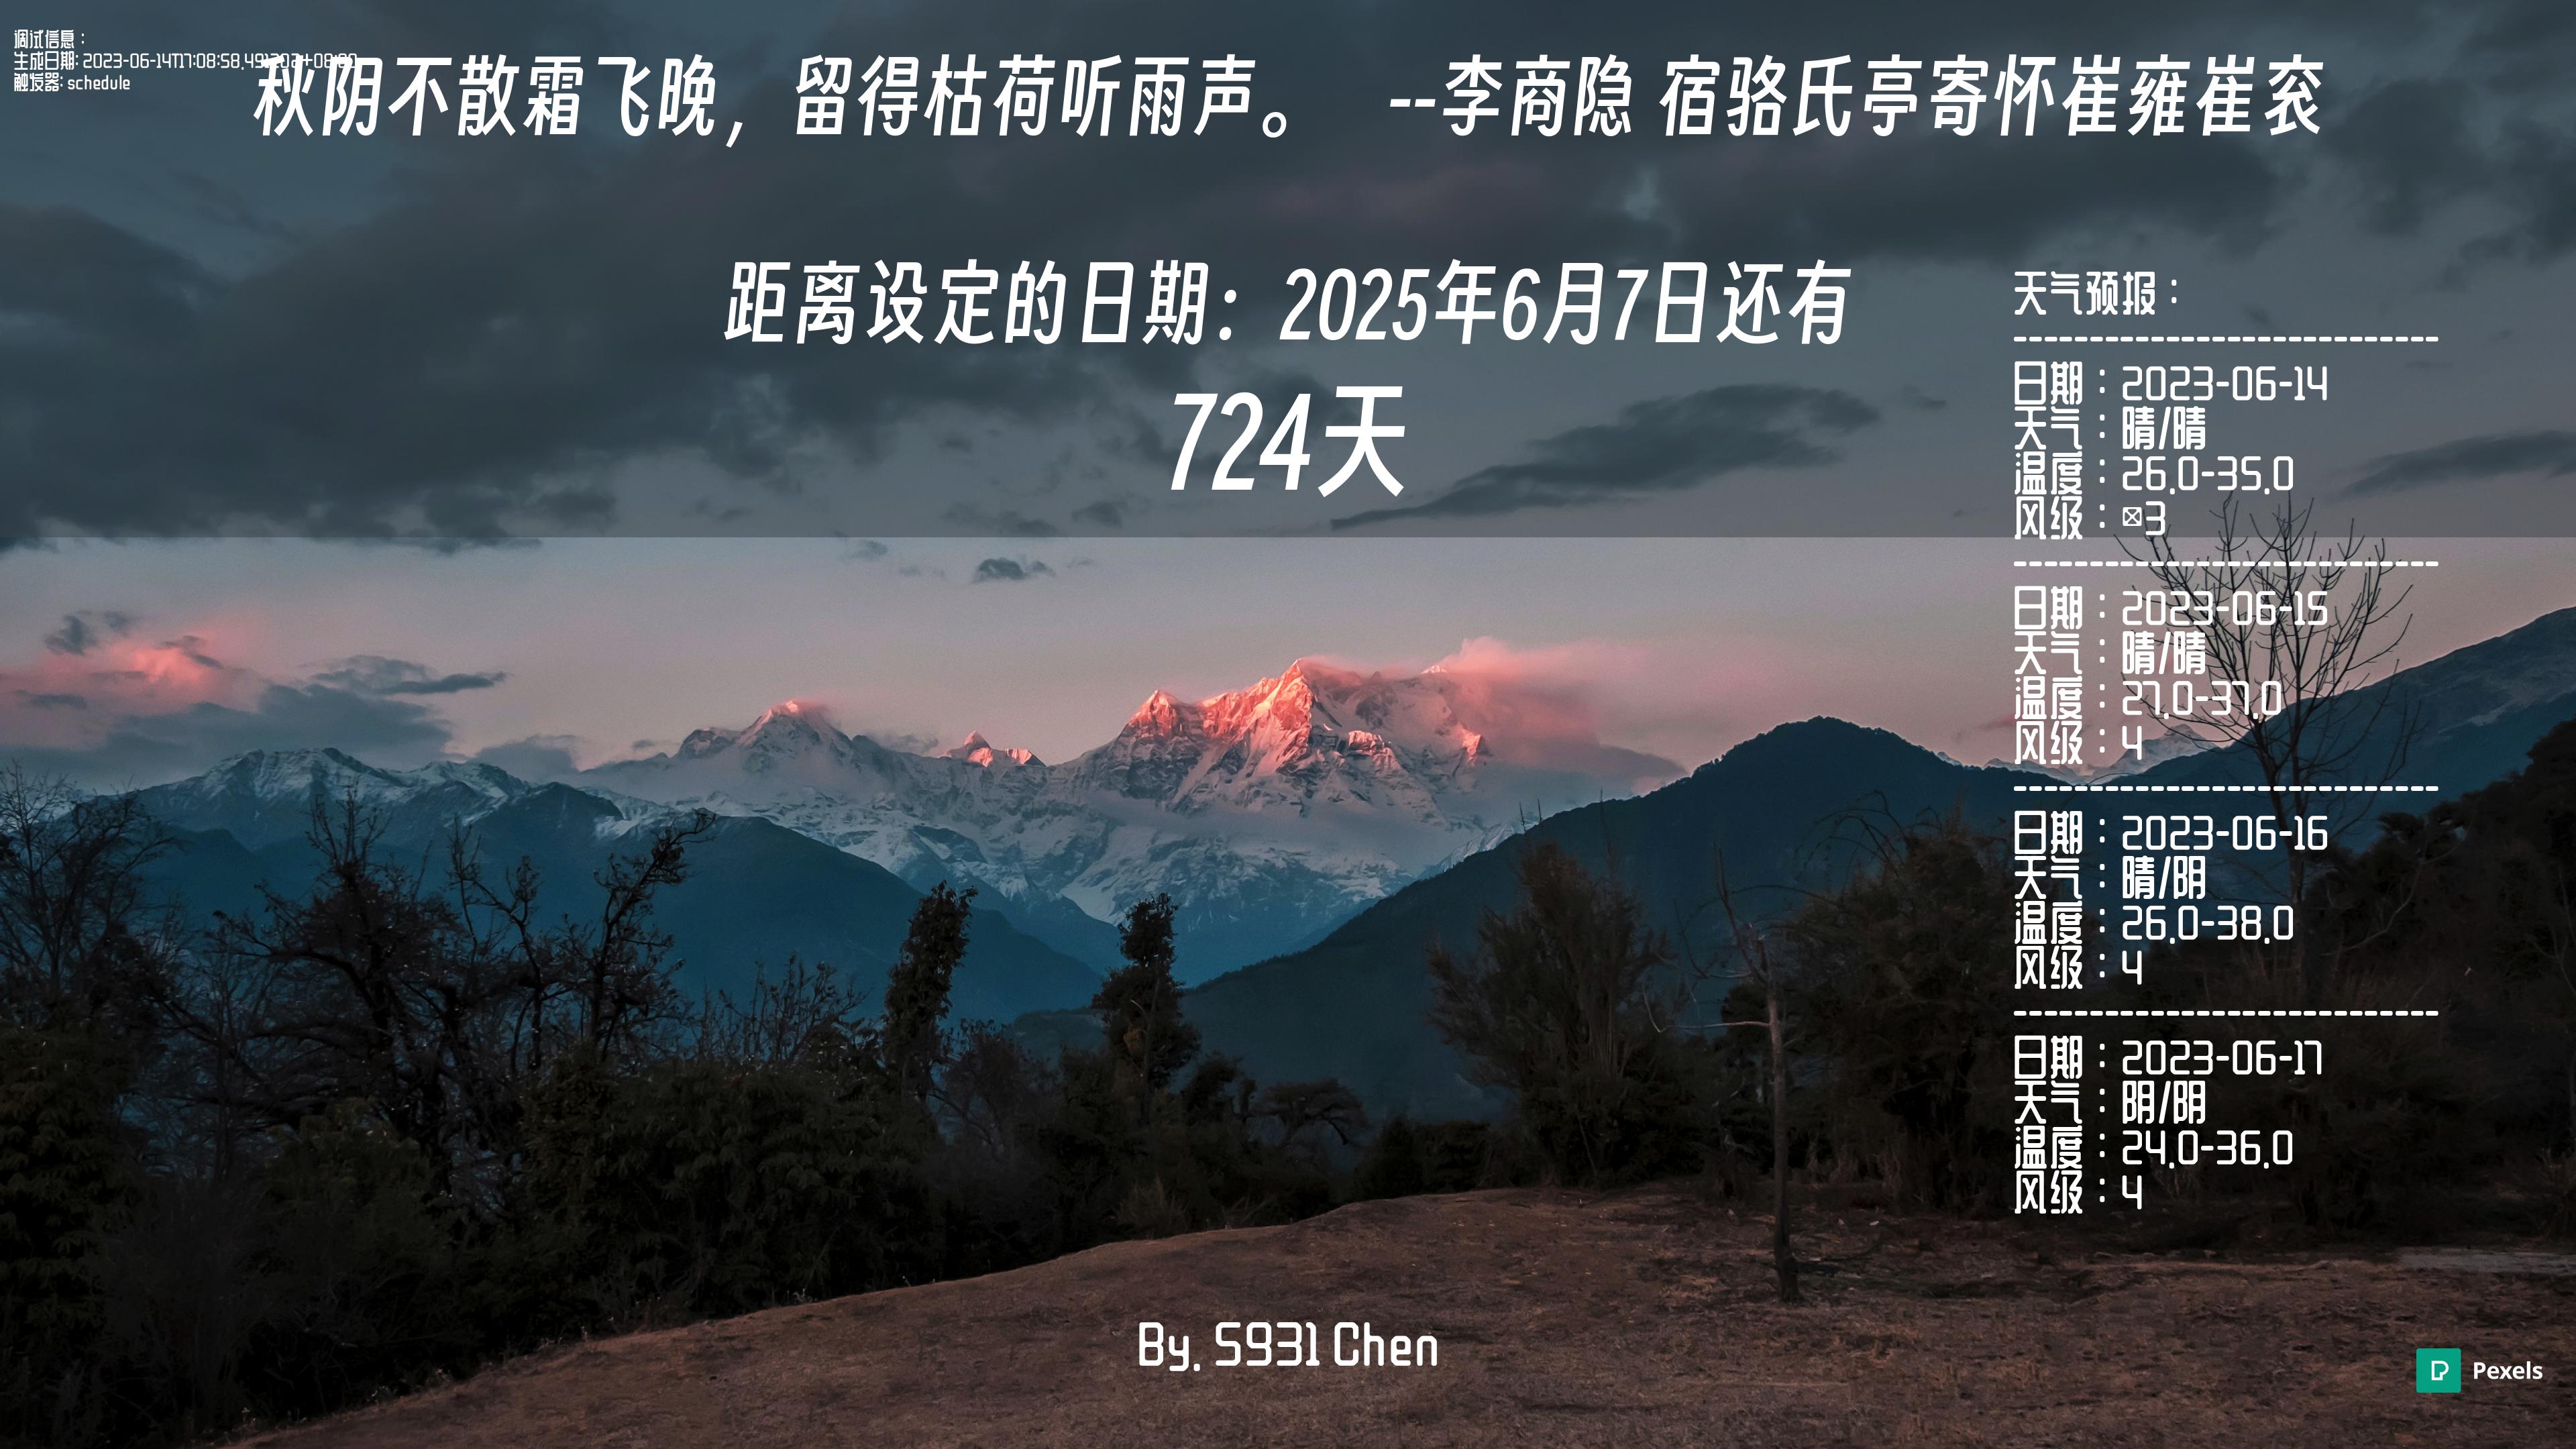 调试信息：
生成日期: 2023-06-14T17:08:58.491202+08:00
触发器: schedule
秋阴不散霜飞晚，留得枯荷听雨声。 --李商隐 宿骆氏亭寄怀崔雍崔衮
距离设定的日期：2025年6月7日还有
724天
天气预报：
----------------------------
日期：2023-06-14
天气：晴/晴
温度：26.0-35.0
风级：3
----------------------------
日期：2023-06-15
天气：晴/晴
温度：27.0-37.0
风级：4
----------------------------
日期：2023-06-16
天气：晴/阴
温度：26.0-38.0
风级：4
----------------------------
日期：2023-06-17
天气：阴/阴
温度：24.0-36.0
风级：4
By. S931 Chen
Pexels